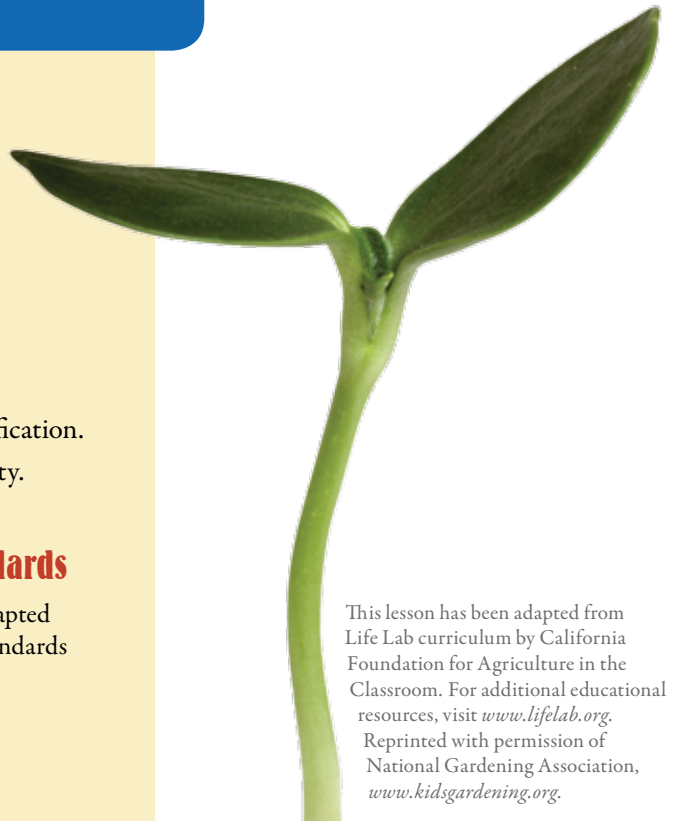 fication.
ty.
lards
apted
ndards
This lesson has been adapted from
Life Lab curriculum by California
Foundation for Agriculture in the
Classroom. For additional educational
resources, visit www.lifelab.org.
Reprinted with permission of
National Gardening Association,
www.kidsgardening.org.